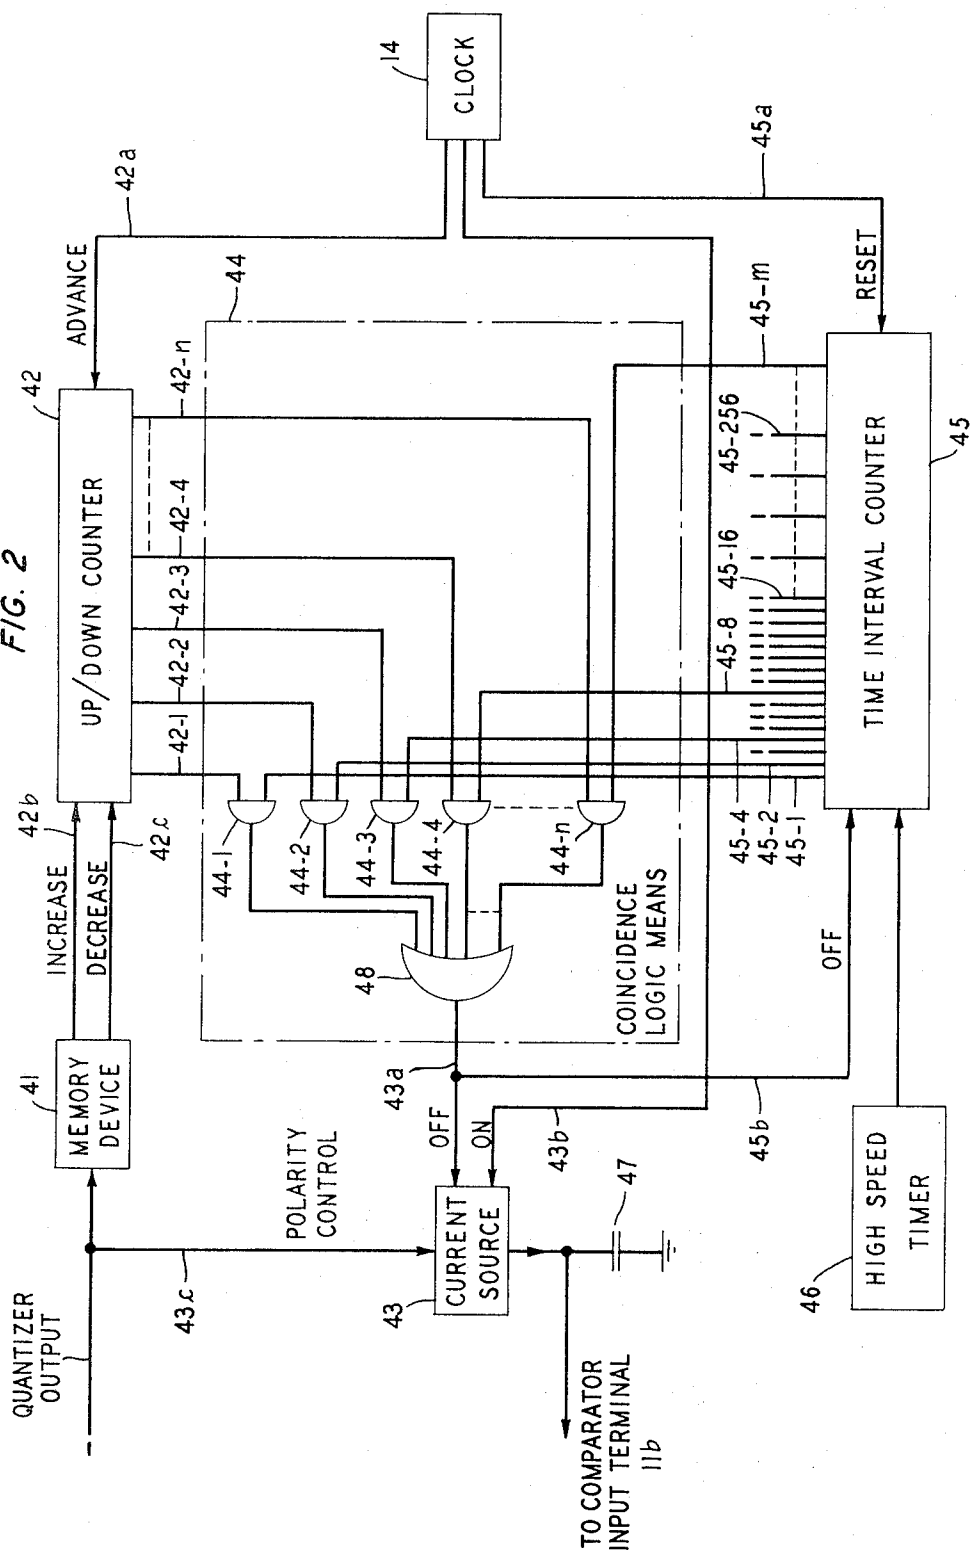 FIG. 2
QUANTIZER
OUTPUT
41
MEMORY
DEVICE
INCREASE
42b
DECREASE
42c
42
UP/DOWN COUNTER
ADVANCE
42a
14
CLOCK
43c
POLARITY
CONTROL
42-1
42-2
42-3
42-4
42-n
44
44-1
44-2
44-3
44-4
44-n
48
COINCIDENCE
LOGIC MEANS
43a
OFF
ON
43b
43
CURRENT
SOURCE
47
TO COMPARATOR
INPUT TERMINAL
11b
45b
OFF
45-4
45-2
45-1
45-8
45-16
45-256
45-m
45a
RESET
TIME INTERVAL COUNTER
45
46
HIGH SPEED
TIMER